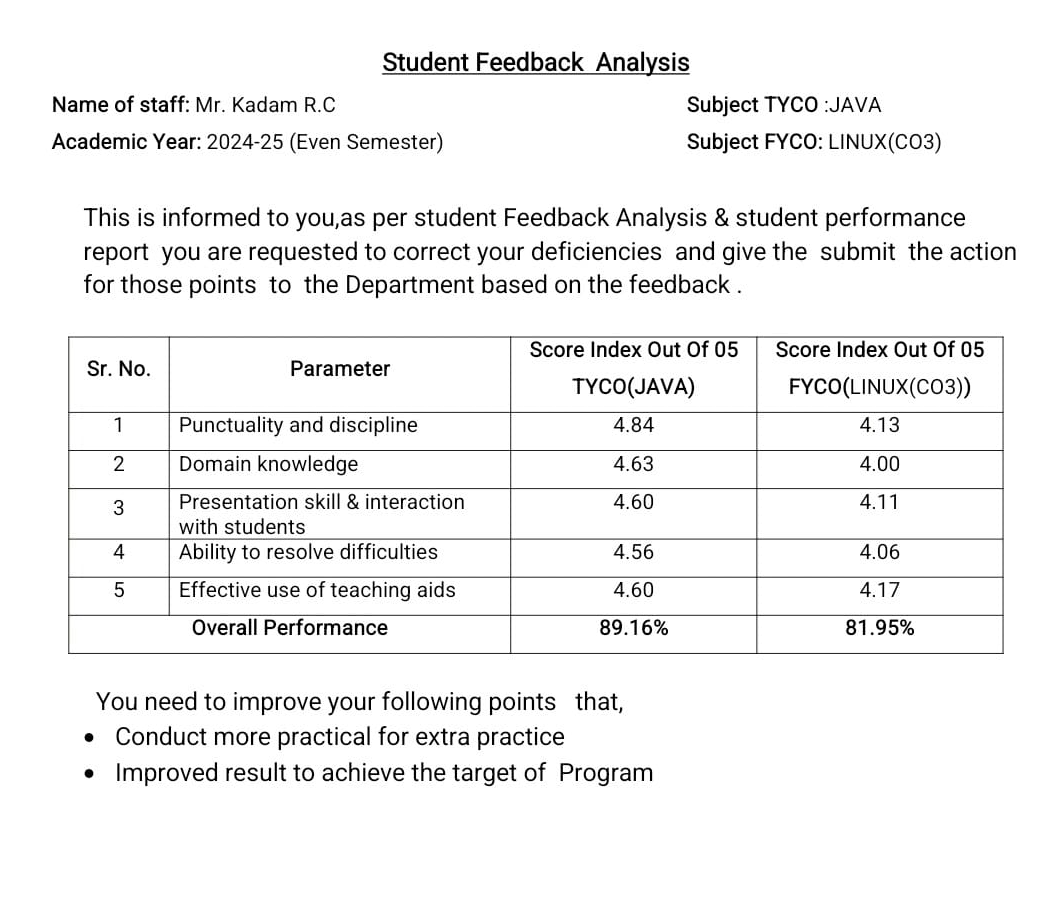 Student Feedback Analysis
Name of staff: Mr. Kadam R.C Subject TYCO :JAVA
Academic Year: 2024-25 (Even Semester) Subject FYCO: LINUX(CO3)
This is informed to you,as per student Feedback Analysis & student performance
report you are requested to correct your deficiencies and give the submit the action
for those points to the Department based on the feedback .
Sr. No. Parameter Score Index Out Of 05 TYCO(JAVA) Score Index Out Of 05 FYCO(LINUX(CO3))
1 Punctuality and discipline 4.84 4.13
2 Domain knowledge 4.63 4.00
3 Presentation skill & interaction with students 4.60 4.11
4 Ability to resolve difficulties 4.56 4.06
5 Effective use of teaching aids 4.60 4.17
Overall Performance 89.16% 81.95%
You need to improve your following points that,
• Conduct more practical for extra practice
• Improved result to achieve the target of Program